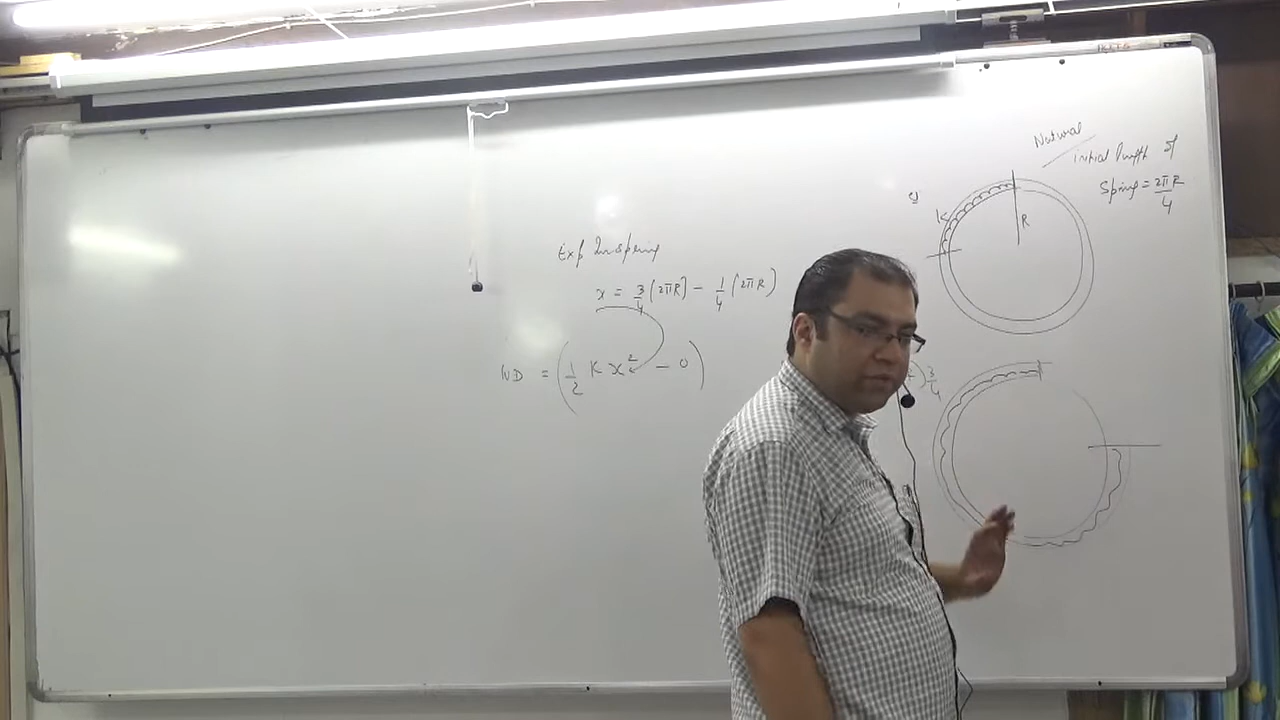 Exp In spring
x = 3/4 (2πR) - 1/4 (2πR)
WD = (1/2 K x² - 0)
Natural
initial length of
Spring = 2πR/4
Q
K
R
) 3/4